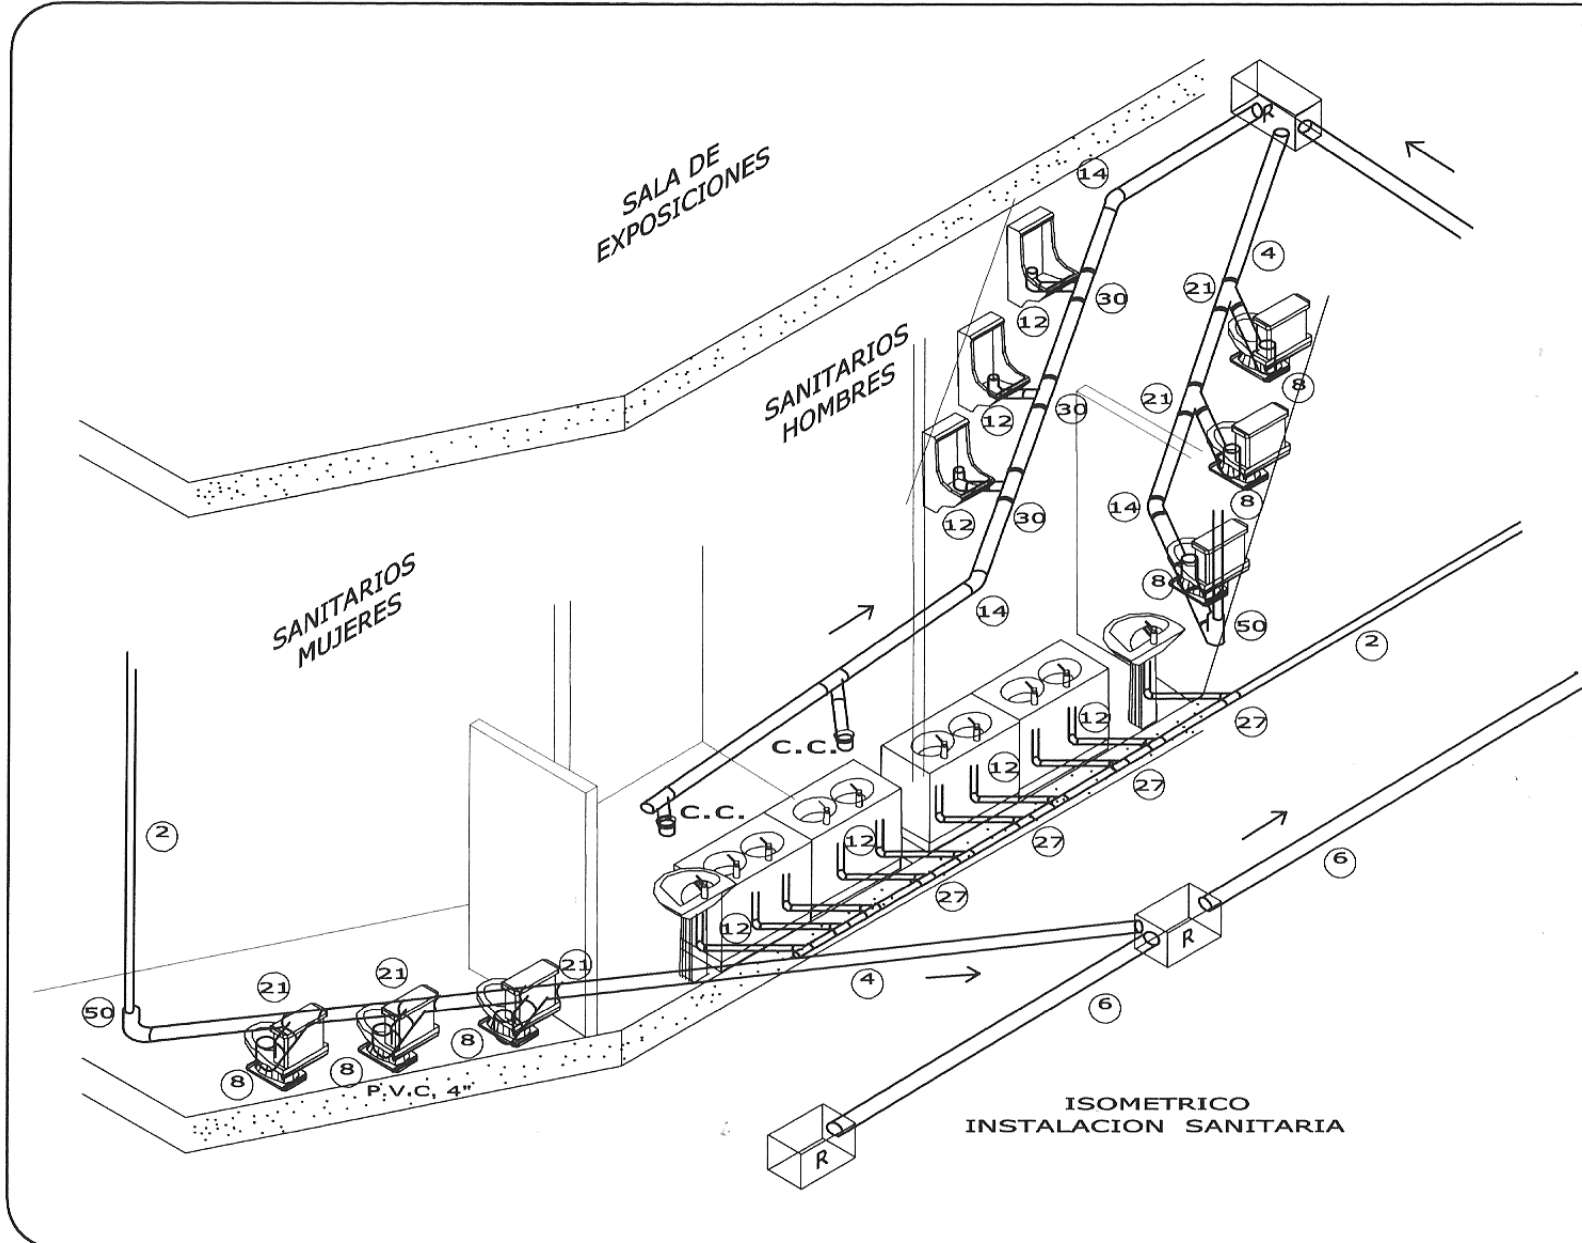 R
14
SALA DE
EXPOSICIONES
4
21
30
12
SANITARIOS
HOMBRES
8
21
30
12
8
14
30
12
SANITARIOS
MUJERES
8
14
50
2
12
27
C.C.
12
27
C.C.
2
12
27
6
12
27
R
21
21
21
4
6
50
8
8
8
P.V.C, 4"
ISOMETRICO
INSTALACION SANITARIA
R